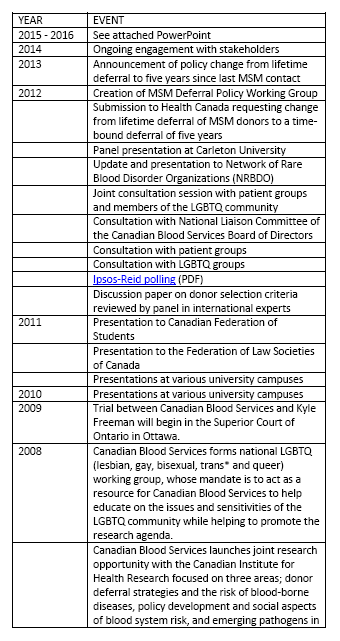 YEAR EVENT
2015 - 2016 See attached PowerPoint
2014 Ongoing engagement with stakeholders
2013 Announcement of policy change from lifetime
deferral to five years since last MSM contact
2012 Creation of MSM Deferral Policy Working Group
Submission to Health Canada requesting change
from lifetime deferral of MSM donors to a time-
bound deferral of five years
Panel presentation at Carleton University
Update and presentation to Network of Rare
Blood Disorder Organizations (NRBDO)
Joint consultation session with patient groups
and members of the LGBTQ community
Consultation with National Liaison Committee of
the Canadian Blood Services Board of Directors
Consultation with patient groups
Consultation with LGBTQ groups
Ipsos-Reid polling (PDF)
Discussion paper on donor selection criteria
reviewed by panel in international experts
2011 Presentation to Canadian Federation of
Students
Presentation to the Federation of Law Societies
of Canada
Presentations at various university campuses
2010 Presentations at various university campuses
2009 Trial between Canadian Blood Services and Kyle
Freeman will begin in the Superior Court of
Ontario in Ottawa.
2008 Canadian Blood Services forms national LGBTQ
(lesbian, gay, bisexual, trans* and queer)
working group, whose mandate is to act as a
resource for Canadian Blood Services to help
educate on the issues and sensitivities of the
LGBTQ community while helping to promote the
research agenda.
Canadian Blood Services launches joint research
opportunity with the Canadian Institute for
Health Research focused on three areas; donor
deferral strategies and the risk of blood-borne
diseases, policy development and social aspects
of blood system risk, and emerging pathogens in